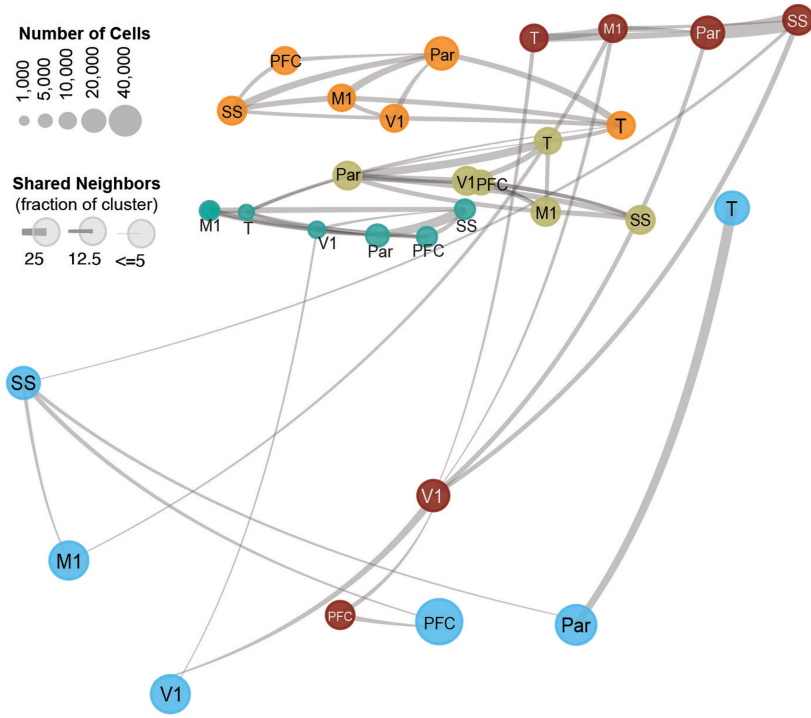 Number of Cells
1,000
5,000
10,000
20,000
40,000
Shared Neighbors
(fraction of cluster)
25
12.5
<=5
PFC
Par
SS
M1
V1
T
T
M1
Par
SS
T
Par
V1
PFC
M1
SS
M1
T
V1
Par
PFC
SS
T
SS
V1
M1
PFC
PFC
Par
V1